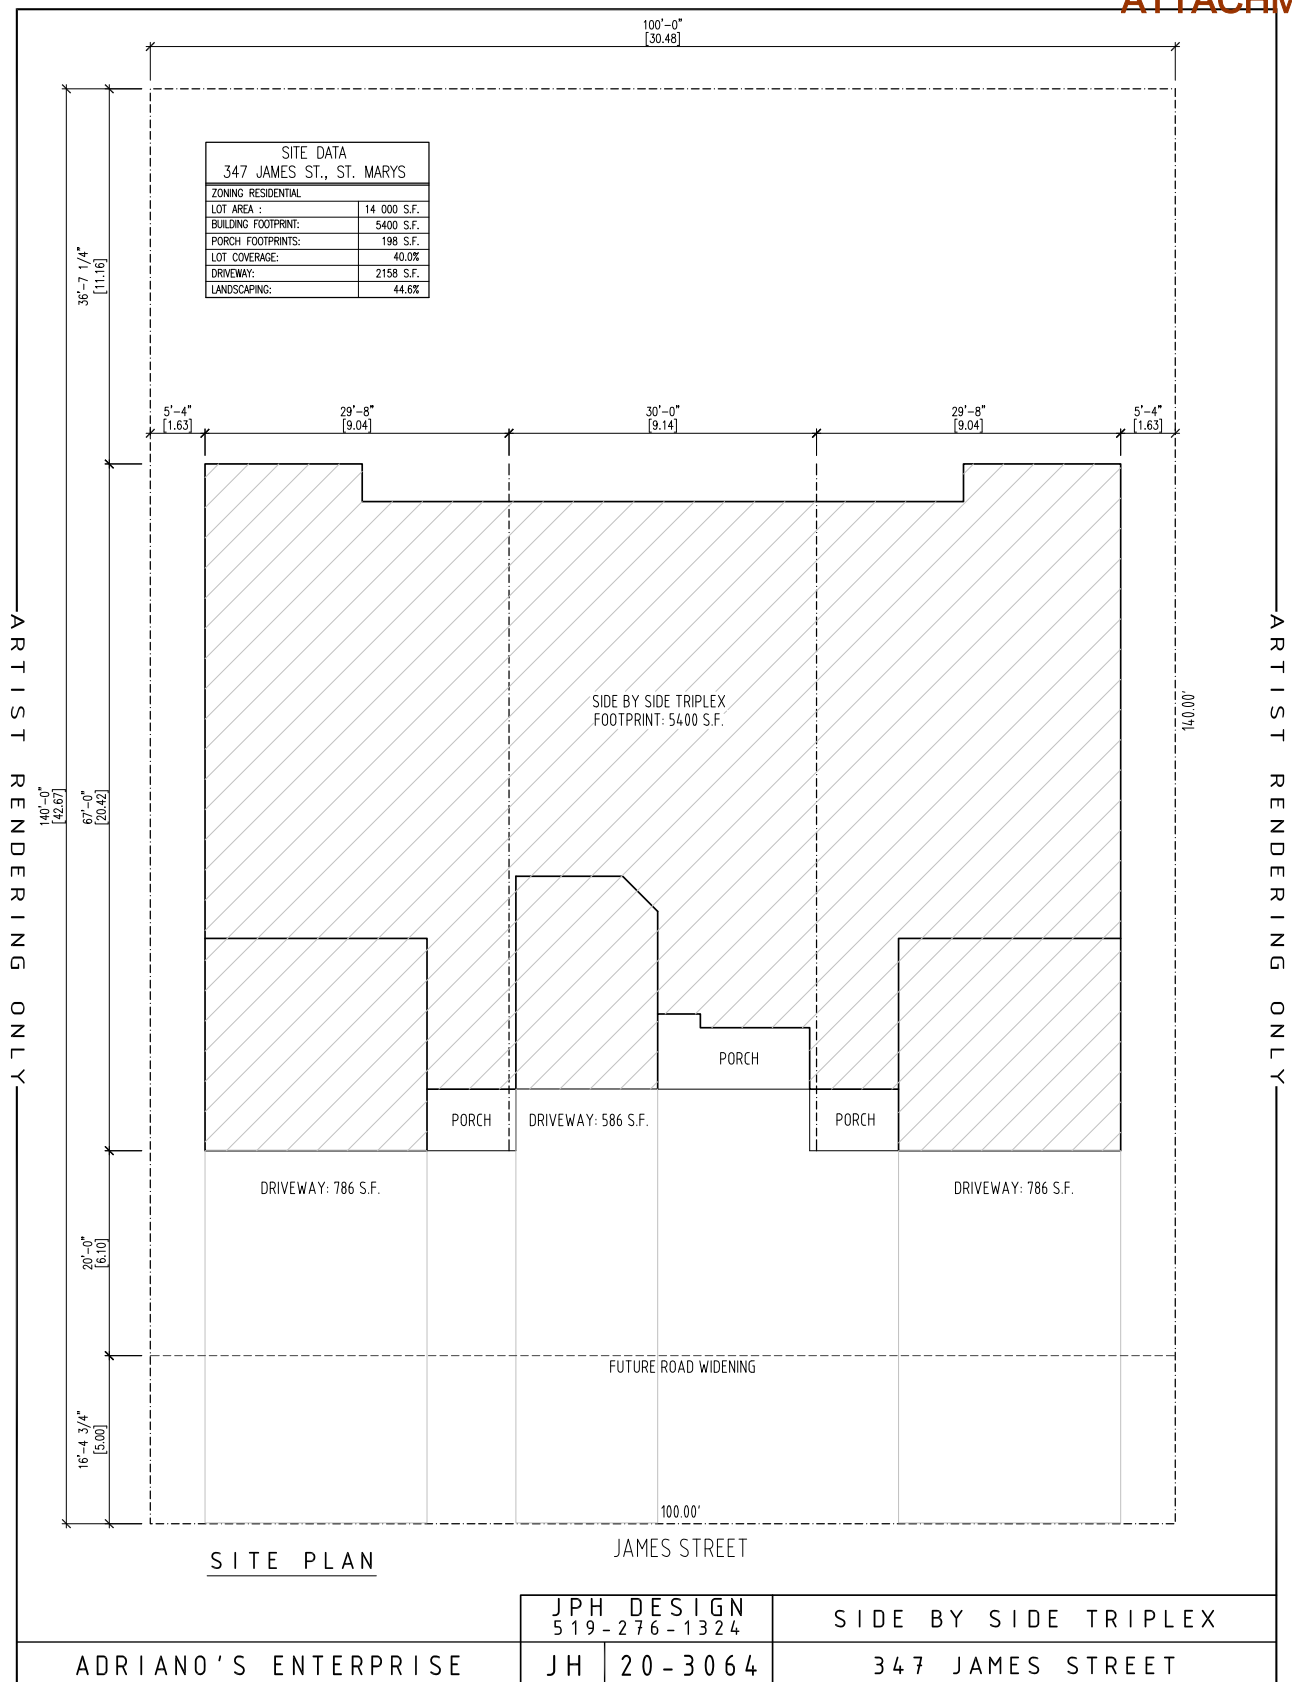 ATTACHM
100'-0"
[30.48]
SITE DATA
347 JAMES ST., ST. MARYS
ZONING RESIDENTIAL
LOT AREA : 14 000 S.F.
BUILDING FOOTPRINT: 5400 S.F.
PORCH FOOTPRINTS: 198 S.F.
LOT COVERAGE: 40.0%
DRIVEWAY: 2158 S.F.
LANDSCAPING: 44.6%
36'-7 1/4"
[11.16]
5'-4"
[1.63]
29'-8"
[9.04]
30'-0"
[9.14]
29'-8"
[9.04]
5'-4"
[1.63]
ARTIST RENDERING ONLY
ARTIST RENDERING ONLY
SIDE BY SIDE TRIPLEX
FOOTPRINT: 5400 S.F.
140.00'
140'-0"
[42.67]
67'-0"
[20.42]
PORCH
PORCH
DRIVEWAY: 586 S.F.
PORCH
DRIVEWAY: 786 S.F.
DRIVEWAY: 786 S.F.
20'-0"
[6.10]
FUTURE ROAD WIDENING
16'-4 3/4"
[5.00]
100.00'
JAMES STREET
SITE PLAN
JPH DESIGN
519-276-1324
SIDE BY SIDE TRIPLEX
ADRIANO'S ENTERPRISE
JH
20-3064
347 JAMES STREET